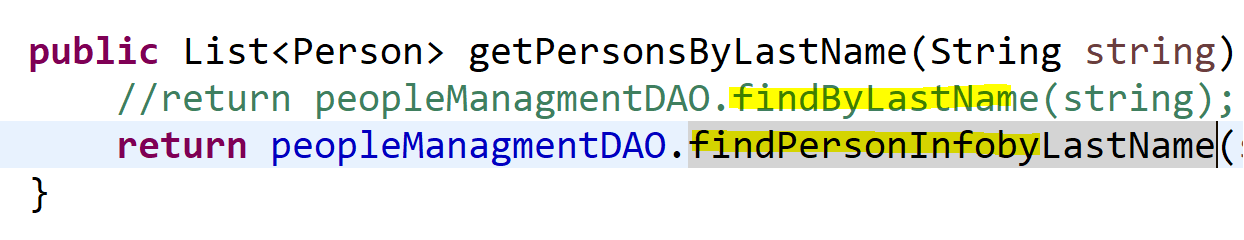 public List<Person> getPersonsByLastName(String string)
//return peopleManagmentDAO.findByLastName(string);
return peopleManagmentDAO.findPersonInfobyLastName(
}